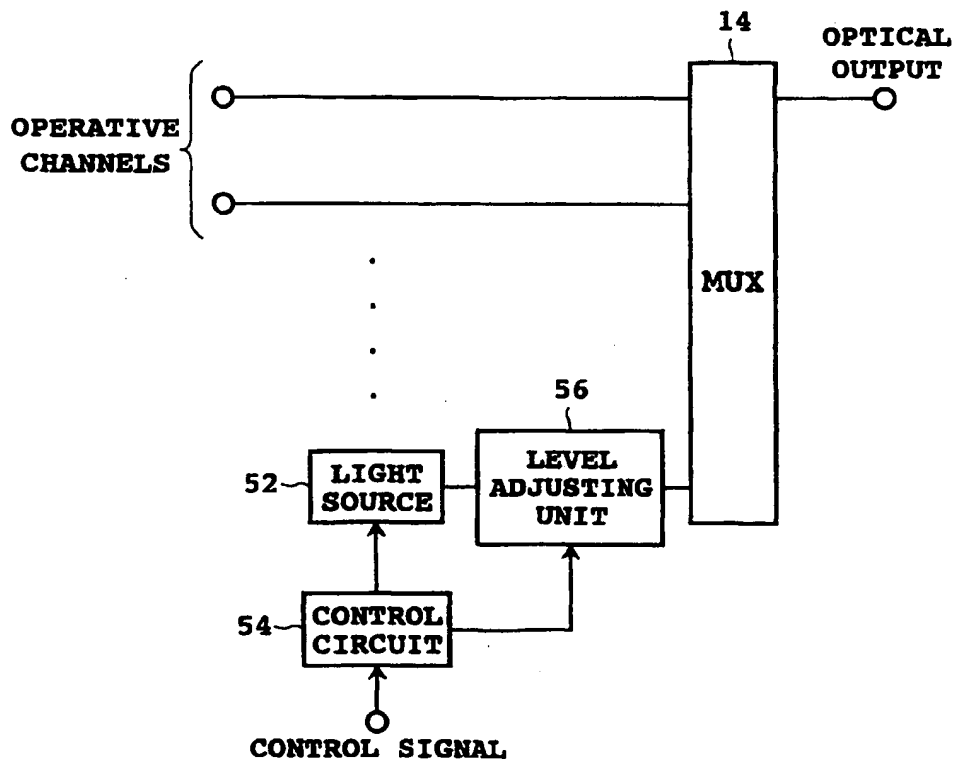 14
OPTICAL
OUTPUT
OPERATIVE
CHANNELS
MUX
56
LEVEL
ADJUSTING
UNIT
52
LIGHT
SOURCE
54
CONTROL
CIRCUIT
CONTROL SIGNAL